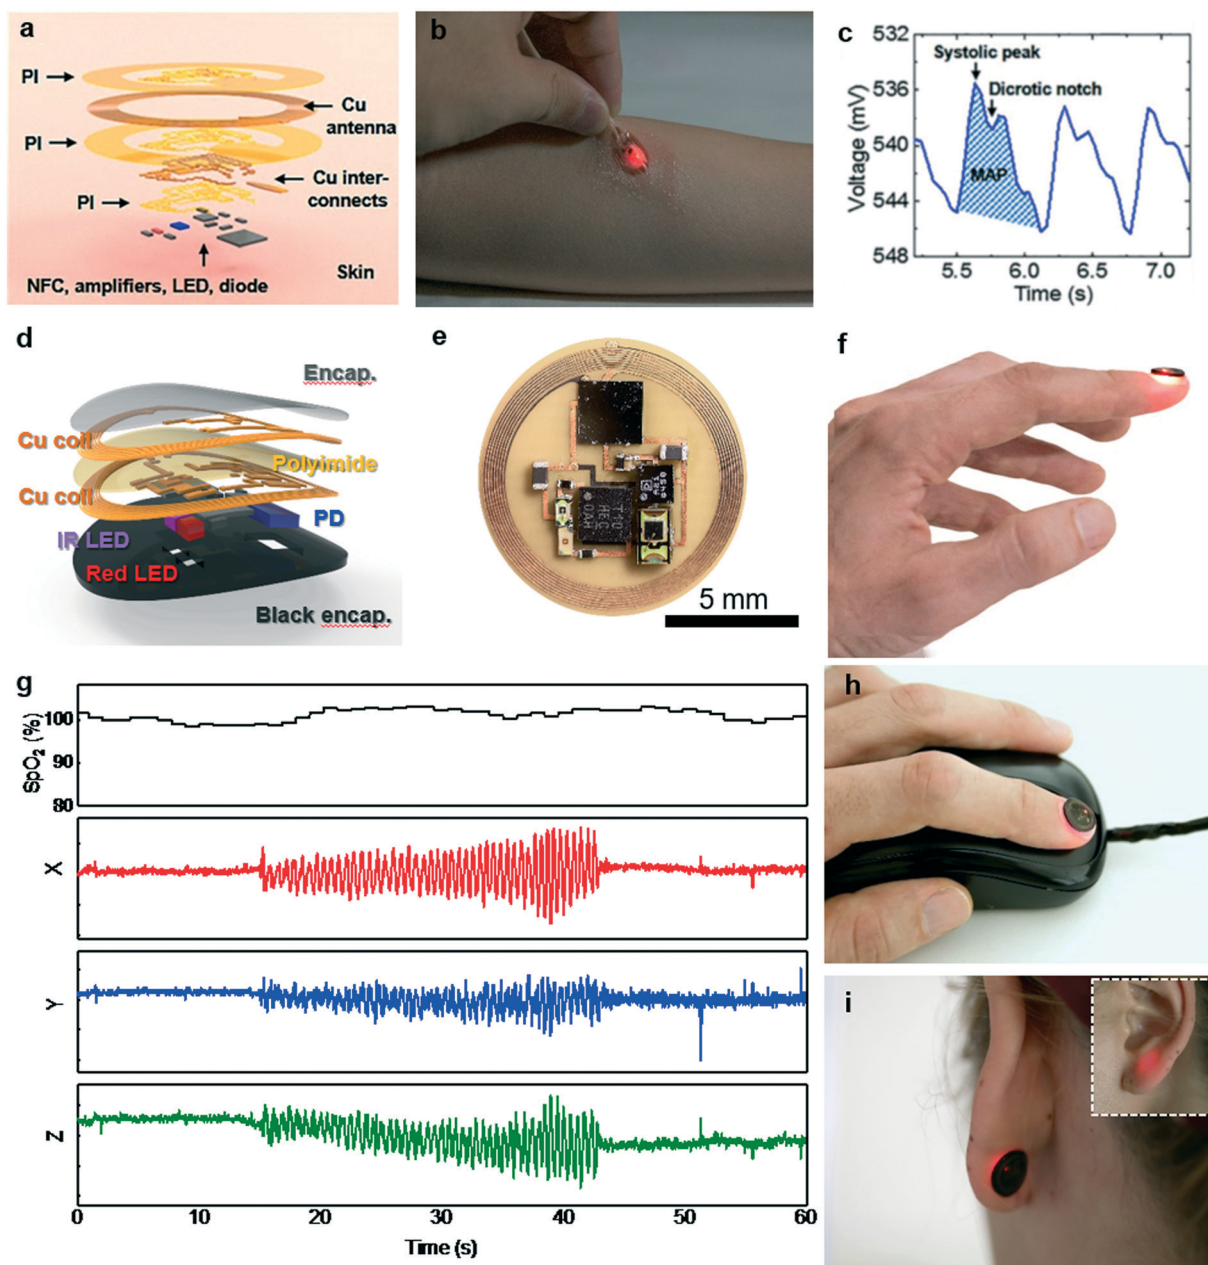 a
PI
Cu
antenna
PI
Cu inter-
connects
PI
NFC, amplifiers, LED, diode
Skin
b
c
532
536
540
544
548
Voltage (mV)
Systolic peak
Dicrotic notch
MAP
5.5 6.0 6.5 7.0
Time (s)
d
Encap.
Cu coil
Polyimide
Cu coil
PD
IR LED
Red LED
Black encap.
e
5 mm
f
g
100
90
80
SpO2 (%)
X
Y
Z
0 10 20 30 40 50 60
Time (s)
h
i